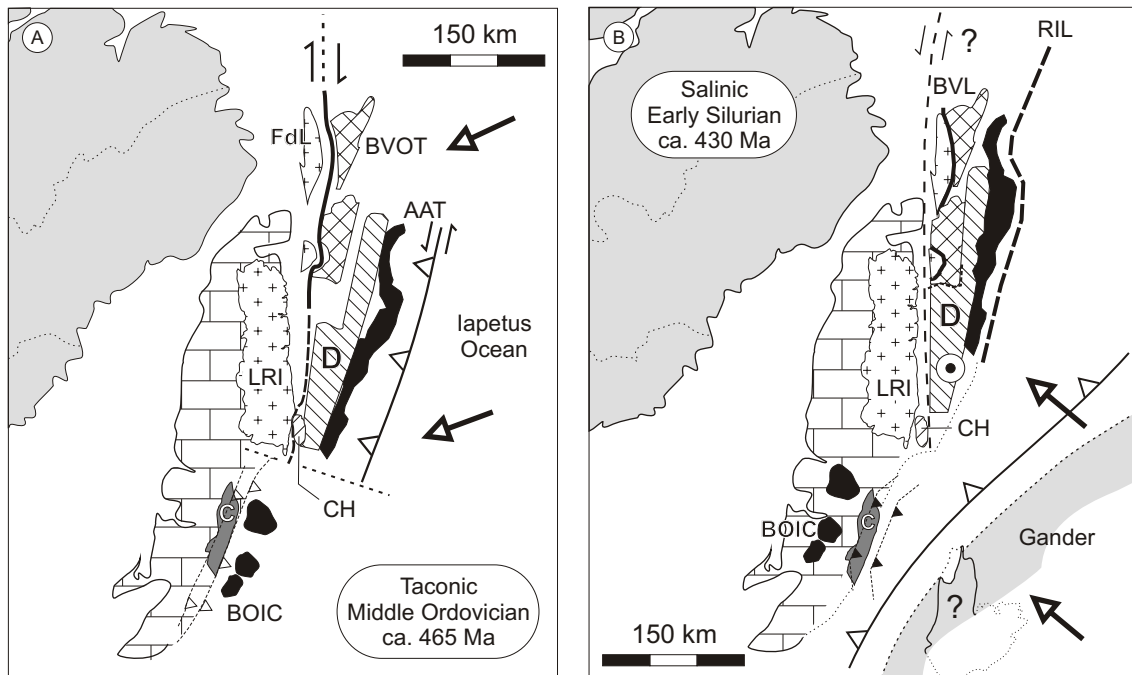 A
150 km
FdL
BVOT
AAT
Iapetus
Ocean
D
LRI
CH
C
BOIC
Taconic
Middle Ordovician
ca. 465 Ma
B
?
RIL
Salinic
Early Silurian
ca. 430 Ma
BVL
D
LRI
CH
BOIC
C
Gander
?
150 km